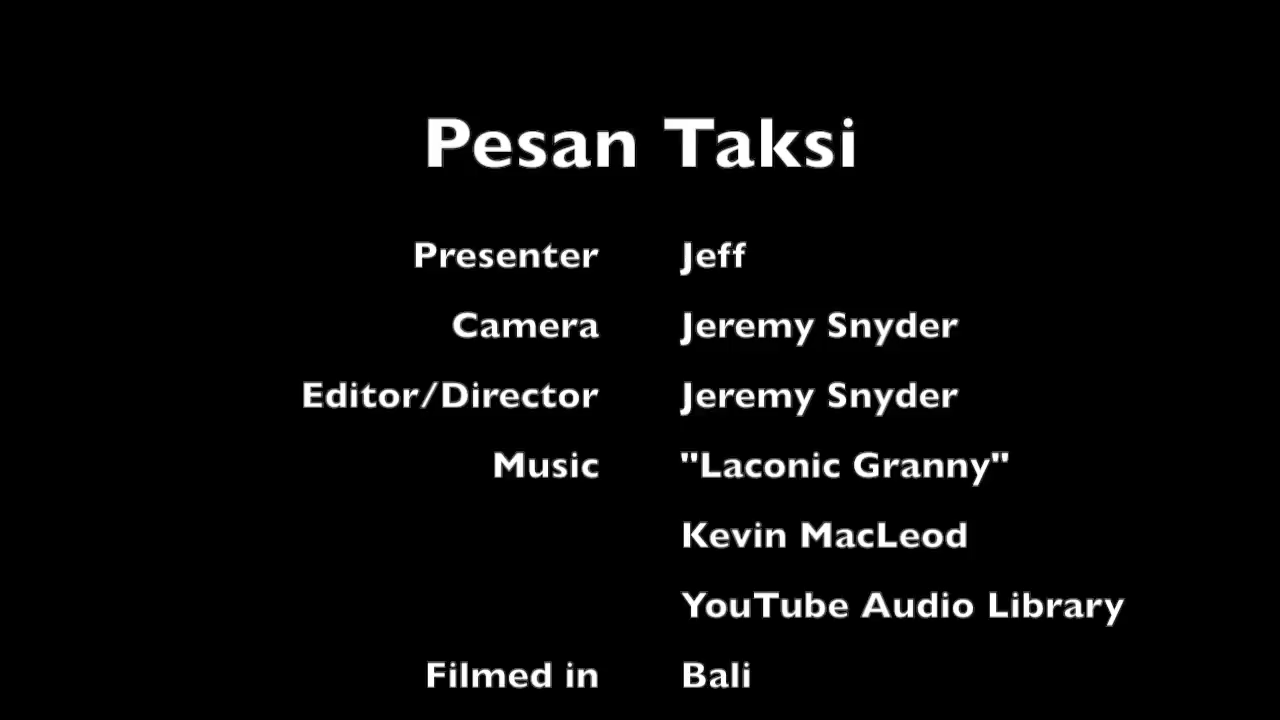 Pesan Taksi
Presenter Jeff
Camera Jeremy Snyder
Editor/Director Jeremy Snyder
Music "Laconic Granny"
Kevin MacLeod
YouTube Audio Library
Filmed in Bali